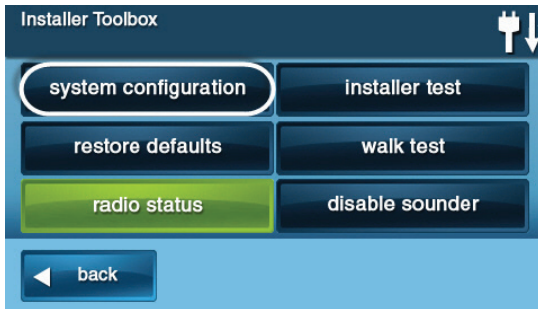 Installer Toolbox
system configuration
installer test
restore defaults
walk test
radio status
disable sounder
back